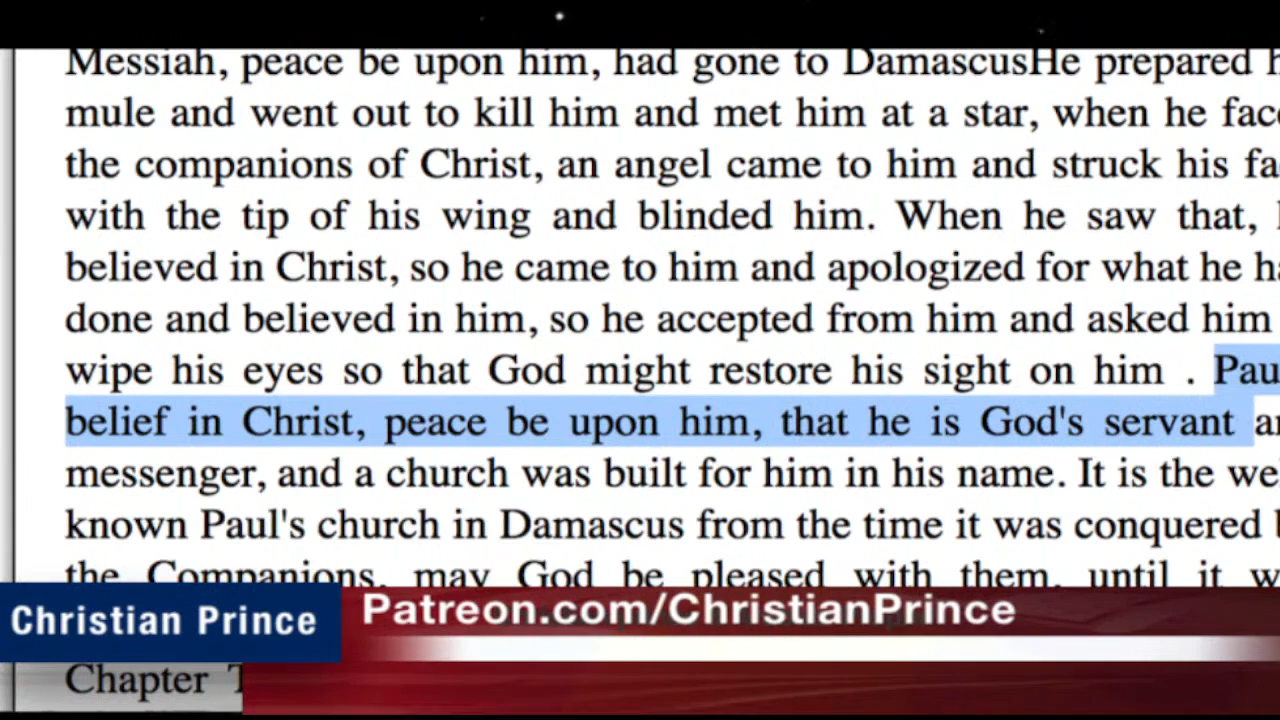 Messiah, peace be upon him, had gone to DamascusHe prepared
mule and went out to kill him and met him at a star, when he
the companions of Christ, an angel came to him and struck his
with the tip of his wing and blinded him. When he saw that,
believed in Christ, so he came to him and apologized for what he
done and believed in him, so he accepted from him and asked him
wipe his eyes so that God might restore his sight on him .
belief in Christ, peace be upon him, that he is God's servant
messenger, and a church was built for him in his name. It is the
known Paul's church in Damascus from the time it was conquered
the Companions, may God be pleased with them, until it
Christian Prince
Patreon.com/ChristianPrince
Chapter